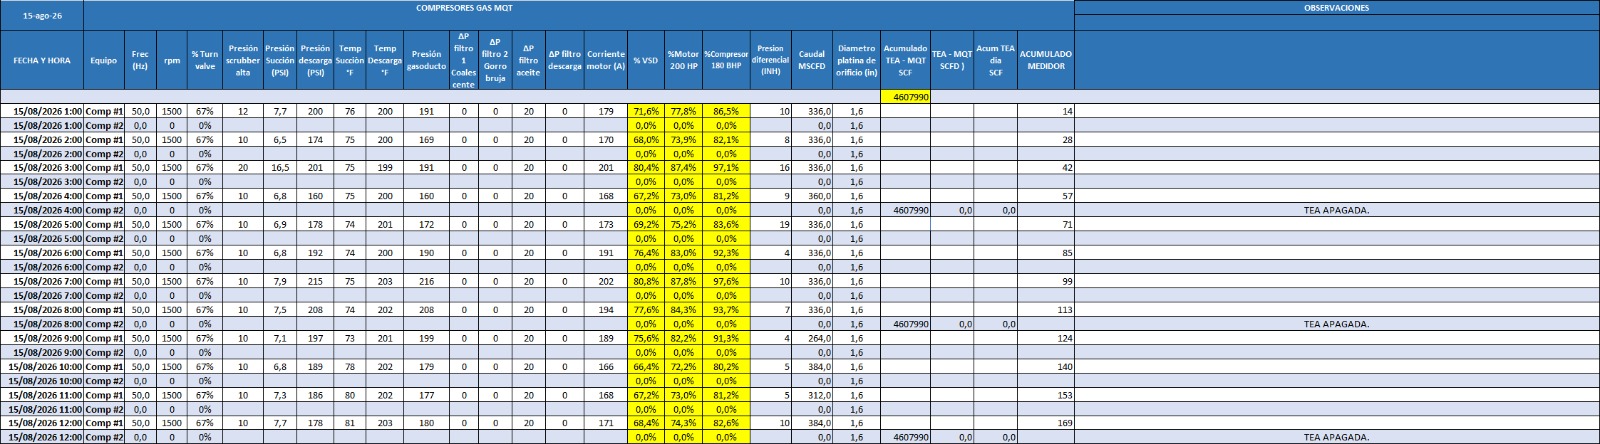 15-ago-26 COMPRESORES GAS MQT OBSERVACIONES
FECHA Y HORA Equipo Frec (Hz) rpm % Turn valve Presión scrubber alta Presión Succión (PSI) Presión descarga (PSI) Temp Succión °F Temp Descarga °F Presión gasoducto ΔP filtro 1 Coales cente ΔP filtro 2 Gorro bruja ΔP filtro aceite ΔP filtro descarga Corriente motor (A) % VSD %Motor 200 HP %Compresor 180 BHP Presion diferencial (INH) Caudal MSCFD Diametro platina de orificio (in) Acumulado TEA - MQT SCF TEA - MQT SCFD ) Acum TEA dia SCF ACUMULADO MEDIDOR
4607990
15/08/2026 1:00 Comp #1 50,0 1500 67% 12 7,7 200 76 200 191 0 0 20 0 179 71,6% 77,8% 86,5% 10 336,0 1,6 14
15/08/2026 1:00 Comp #2 0,0 0 0% 0,0% 0,0% 0,0% 0,0 1,6
15/08/2026 2:00 Comp #1 50,0 1500 67% 10 6,5 174 75 200 169 0 0 20 0 170 68,0% 73,9% 82,1% 8 336,0 1,6 28
15/08/2026 2:00 Comp #2 0,0 0 0% 0,0% 0,0% 0,0% 0,0 1,6
15/08/2026 3:00 Comp #1 50,0 1500 67% 20 16,5 201 75 199 191 0 0 20 0 201 80,4% 87,4% 97,1% 16 336,0 1,6 42
15/08/2026 3:00 Comp #2 0,0 0 0% 0,0% 0,0% 0,0% 0,0 1,6
15/08/2026 4:00 Comp #1 50,0 1500 67% 10 6,8 160 75 200 160 0 0 20 0 168 67,2% 73,0% 81,2% 9 360,0 1,6 57
15/08/2026 4:00 Comp #2 0,0 0 0% 0,0% 0,0% 0,0% 0,0 1,6 4607990 0,0 0,0 TEA APAGADA.
15/08/2026 5:00 Comp #1 50,0 1500 67% 10 6,9 178 74 201 172 0 0 20 0 173 69,2% 75,2% 83,6% 19 336,0 1,6 71
15/08/2026 5:00 Comp #2 0,0 0 0% 0,0% 0,0% 0,0% 0,0 1,6
15/08/2026 6:00 Comp #1 50,0 1500 67% 10 6,8 192 74 200 190 0 0 20 0 191 76,4% 83,0% 92,3% 4 336,0 1,6 85
15/08/2026 6:00 Comp #2 0,0 0 0% 0,0% 0,0% 0,0% 0,0 1,6
15/08/2026 7:00 Comp #1 50,0 1500 67% 10 7,9 215 75 203 216 0 0 20 0 202 80,8% 87,8% 97,6% 10 336,0 1,6 99
15/08/2026 7:00 Comp #2 0,0 0 0% 0,0% 0,0% 0,0% 0,0 1,6
15/08/2026 8:00 Comp #1 50,0 1500 67% 10 7,5 208 74 202 208 0 0 20 0 194 77,6% 84,3% 93,7% 7 336,0 1,6 113
15/08/2026 8:00 Comp #2 0,0 0 0% 0,0% 0,0% 0,0% 0,0 1,6 4607990 0,0 0,0 TEA APAGADA.
15/08/2026 9:00 Comp #1 50,0 1500 67% 10 7,1 197 73 201 199 0 0 20 0 189 75,6% 82,2% 91,3% 4 264,0 1,6 124
15/08/2026 9:00 Comp #2 0,0 0 0% 0,0% 0,0% 0,0% 0,0 1,6
15/08/2026 10:00 Comp #1 50,0 1500 67% 10 6,8 189 78 202 179 0 0 20 0 166 66,4% 72,2% 80,2% 5 384,0 1,6 140
15/08/2026 10:00 Comp #2 0,0 0 0% 0,0% 0,0% 0,0% 0,0 1,6
15/08/2026 11:00 Comp #1 50,0 1500 67% 10 7,3 186 80 202 177 0 0 20 0 168 67,2% 73,0% 81,2% 5 312,0 1,6 153
15/08/2026 11:00 Comp #2 0,0 0 0% 0,0% 0,0% 0,0% 0,0 1,6
15/08/2026 12:00 Comp #1 50,0 1500 67% 10 7,7 178 81 203 180 0 0 20 0 171 68,4% 74,3% 82,6% 10 384,0 1,6 169
15/08/2026 12:00 Comp #2 0,0 0 0% 0,0% 0,0% 0,0% 0,0 1,6 4607990 0,0 0,0 TEA APAGADA.